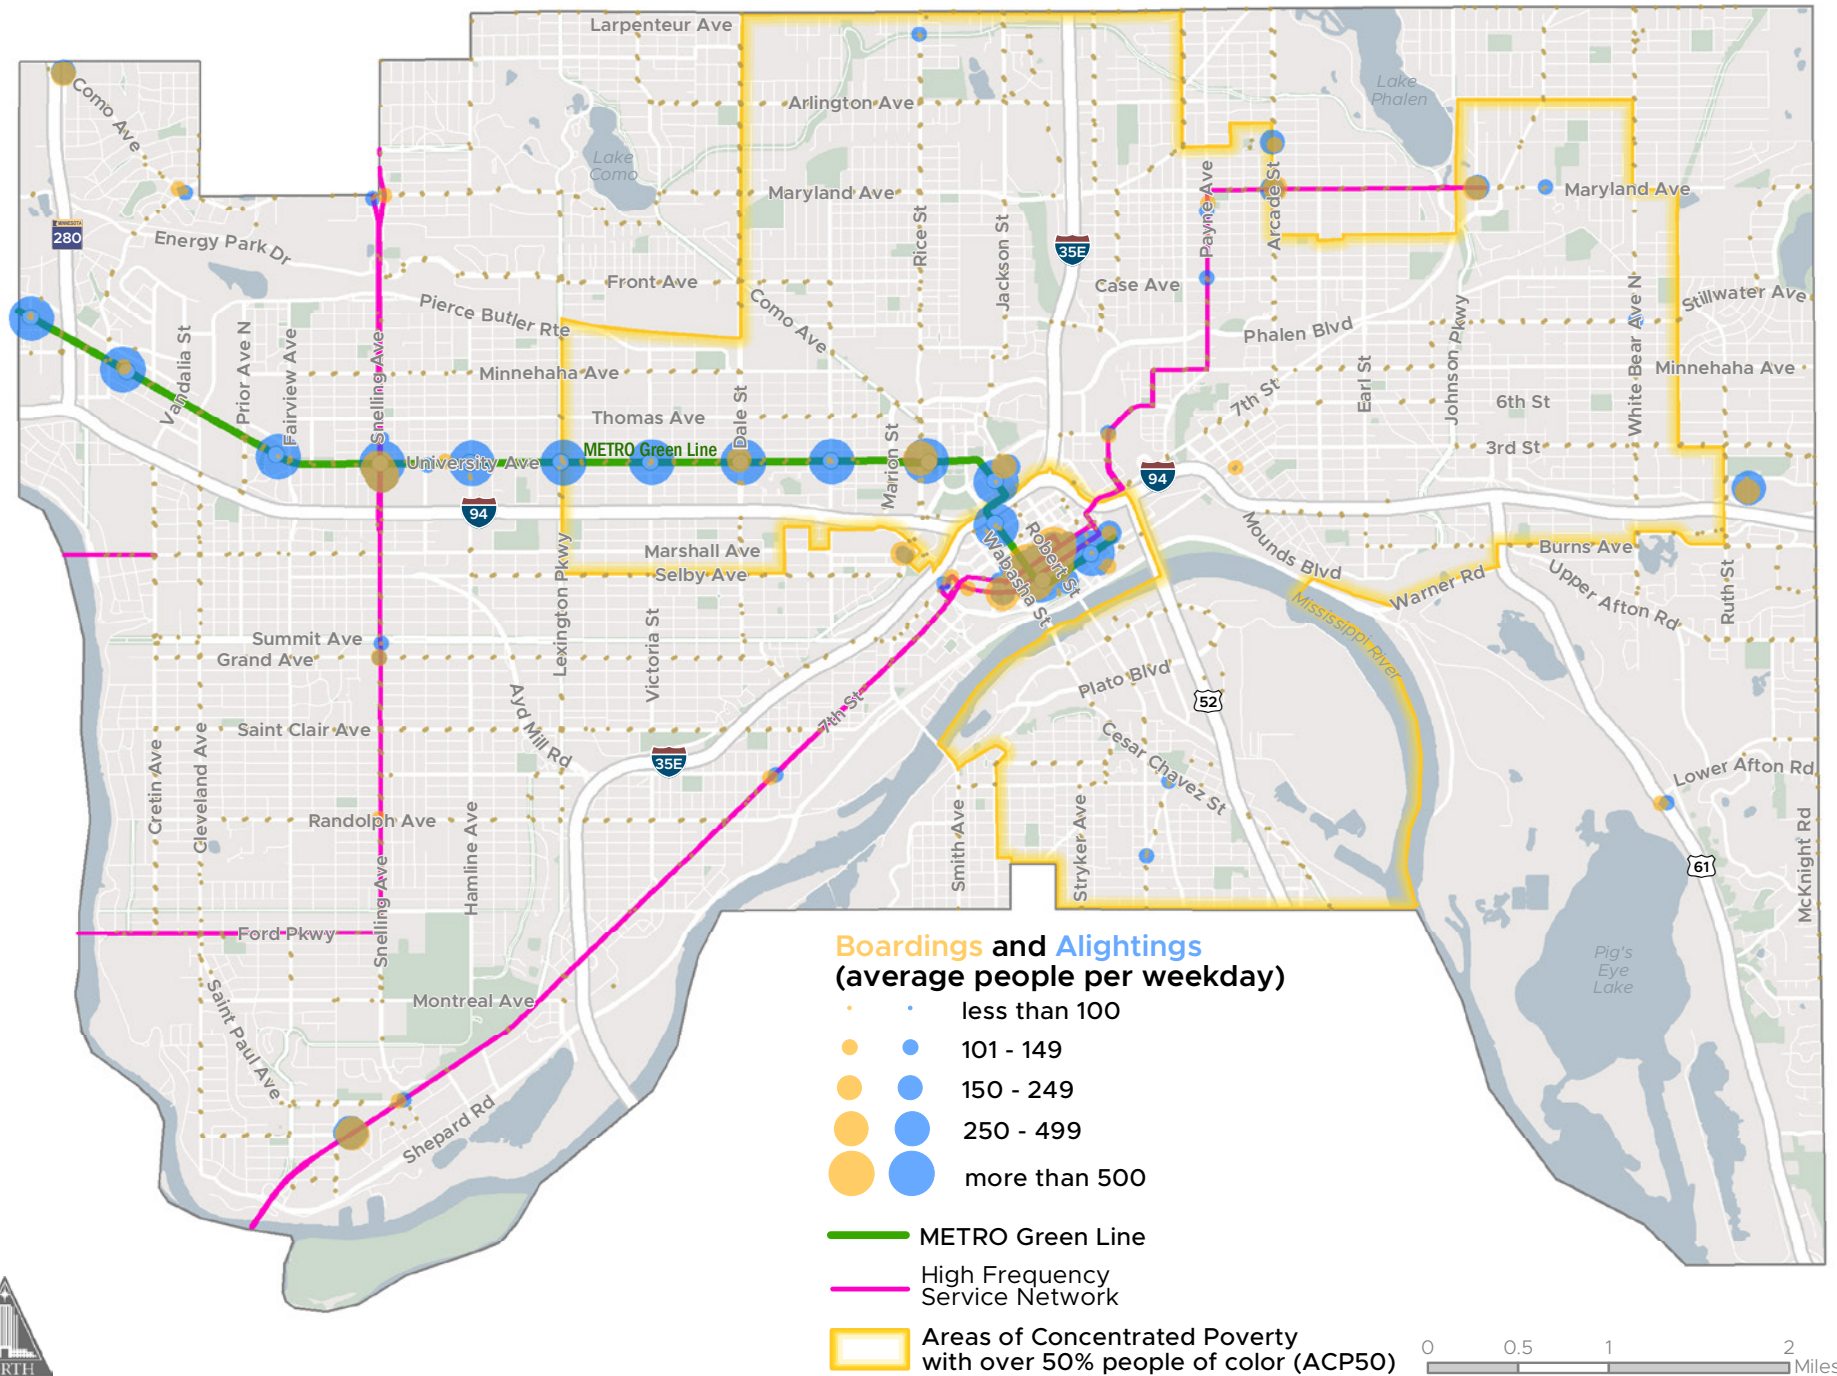 Larpenteur Ave
Como Ave
Arlington Ave
Lake
Phalen
Lake
Como
Maryland Ave
Maryland Ave
Payne Ave
Arcade St
Rice St
Jackson St
MINNESOTA
280
Energy Park Dr
35E
Front Ave
Case Ave
Pierce Butler Rte
Como Ave
Stillwater Ave
Phalen Blvd
Johnson Pkwy
White Bear Ave N
Vandalia St
Prior Ave N
Fairview Ave
Snelling Ave
Minnehaha Ave
Minnehaha Ave
Earl St
7th St
6th St
Thomas Ave
Dale St
Marion St
METRO Green Line
University Ave
3rd St
94
94
Marshall Ave
Selby Ave
Lexington Pkwy
Robert St
Wabasha St
Mounds Blvd
Burns Ave
Warner Rd
Upper Afton Rd
Ruth St
Mississippi River
Summit Ave
Grand Ave
Victoria St
Plato Blvd
52
Ayd Mill Rd
7th St
Saint Clair Ave
35E
Cesar Chavez St
Lower Afton Rd
Cretin Ave
Cleveland Ave
Randolph Ave
Hamline Ave
Snelling Ave
Smith Ave
Stryker Ave
61
McKnight Rd
Ford Pkwy
Pig's
Eye
Lake
Saint Paul Ave
Montreal Ave
Shepard Rd
Boardings and Alightings
(average people per weekday)
less than 100
101 - 149
150 - 249
250 - 499
more than 500
METRO Green Line
High Frequency
Service Network
Areas of Concentrated Poverty
with over 50% people of color (ACP50)
0 0.5 1 2
Miles
RTH